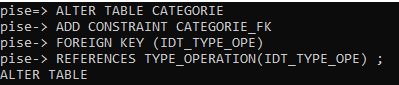 pise=> ALTER TABLE CATEGORIE
pise-> ADD CONSTRAINT CATEGORIE_FK
pise-> FOREIGN KEY (IDT_TYPE_OPE)
pise-> REFERENCES TYPE_OPERATION(IDT_TYPE_OPE) ;
ALTER TABLE